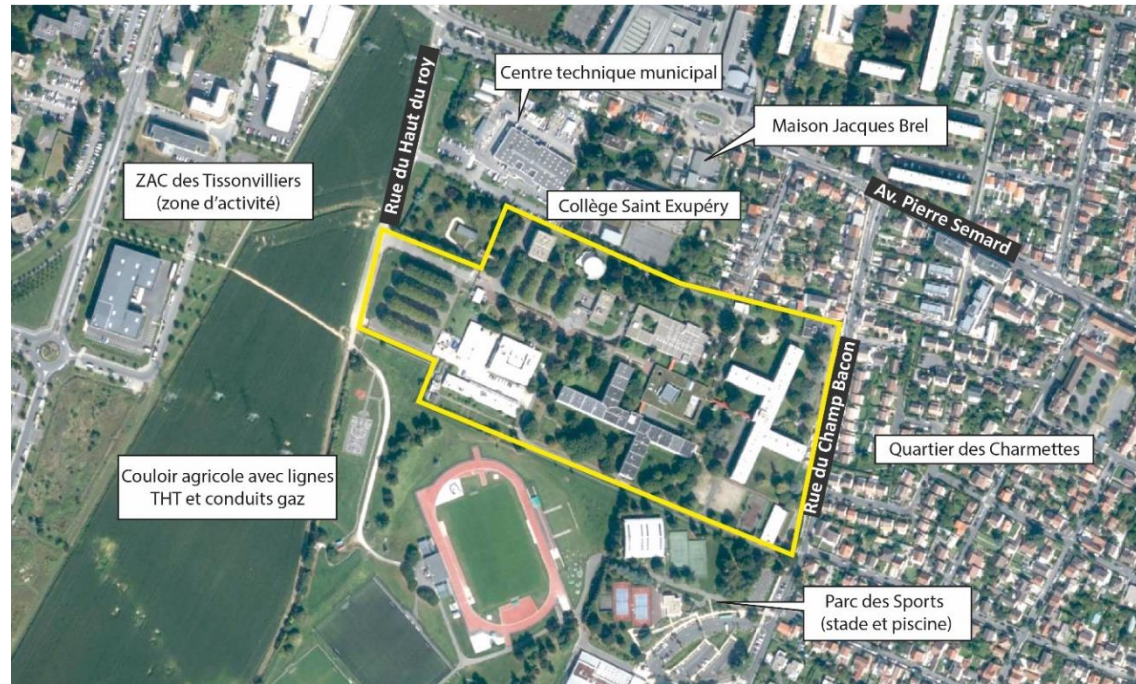 Centre technique municipal
Rue du Haut du roy
Maison Jacques Brel
ZAC des Tissonvilliers
(zone d'activité)
Collège Saint Exupéry
Av. Pierre Semard
Rue du Champ Bacon
Quartier des Charmettes
Couloir agricole avec lignes
THT et conduits gaz
Parc des Sports
(stade et piscine)